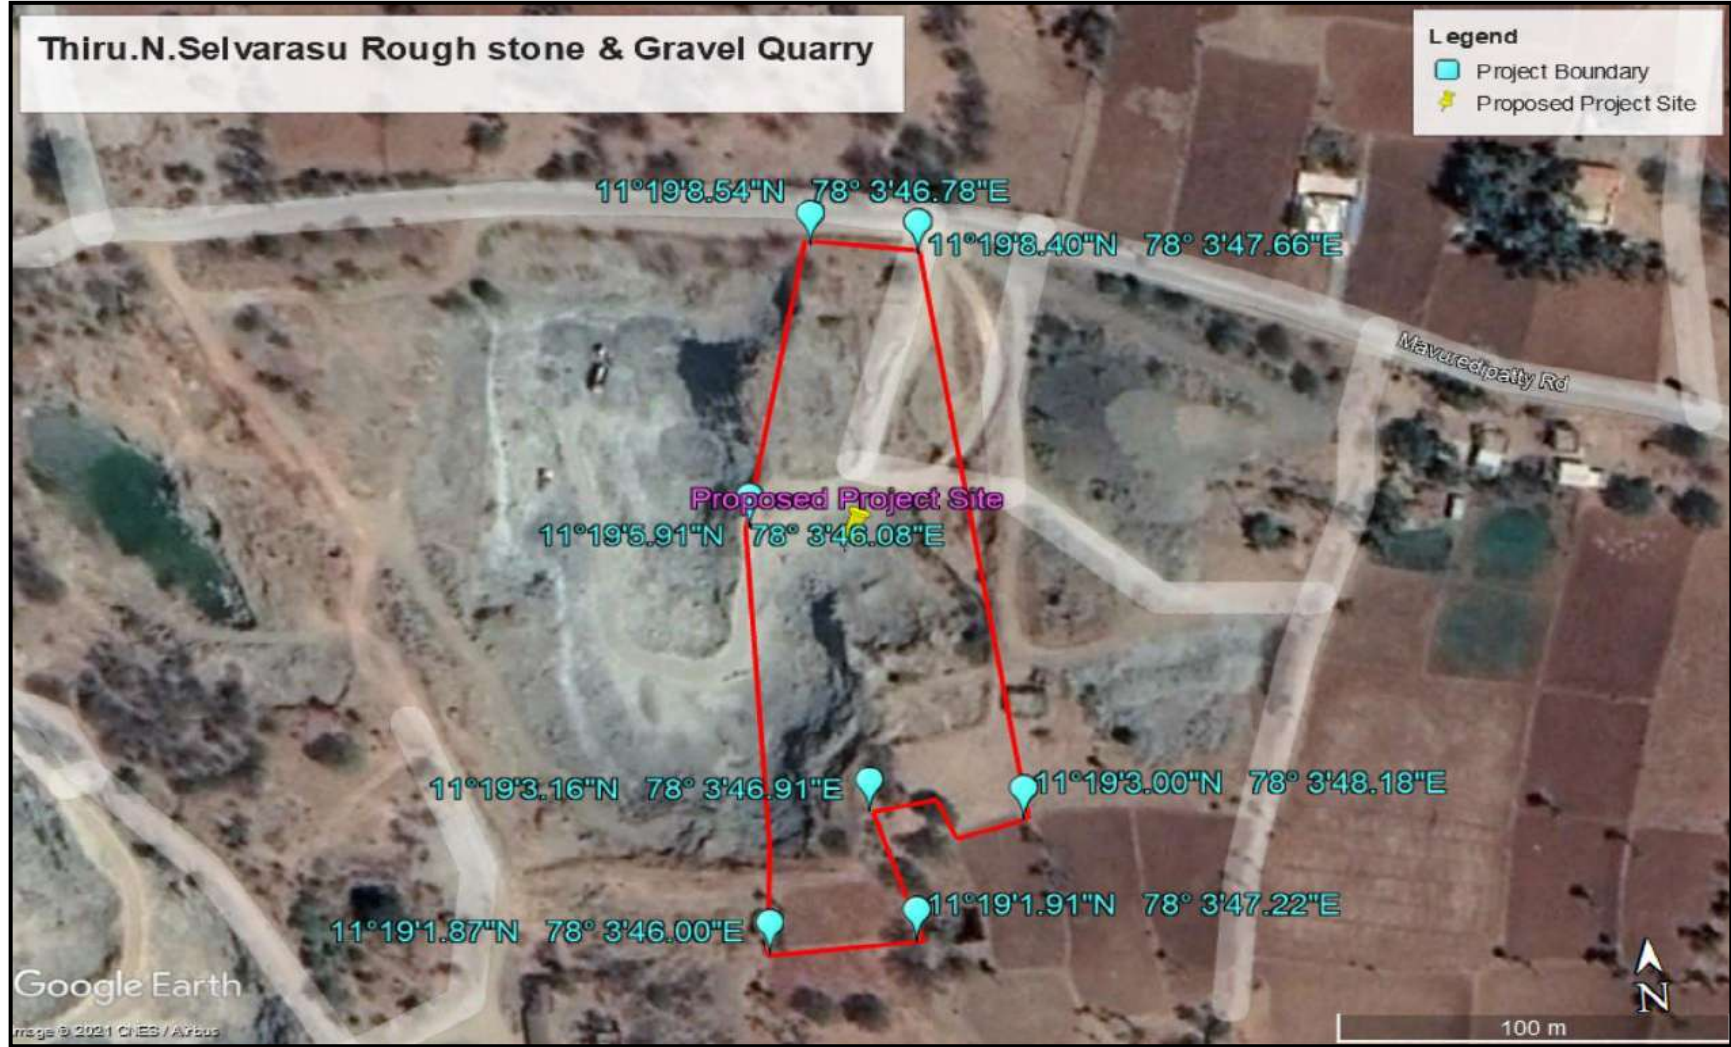 Thiru.N.Selvarasu Rough stone & Gravel Quarry
Legend
Project Boundary
Proposed Project Site
11°19'8.54"N 78° 3'46.78"E
11°19'8.40"N 78° 3'47.66"E
Mavuredipatty Rd
Proposed Project Site
11°19'5.91"N 78° 3'46.08"E
11°19'3.16"N 78° 3'46.91"E
11°19'3.00"N 78° 3'48.18"E
11°19'1.91"N 78° 3'47.22"E
11°19'1.87"N 78° 3'46.00"E
Google Earth
N
Image © 2021 CNES / Airbus
100 m